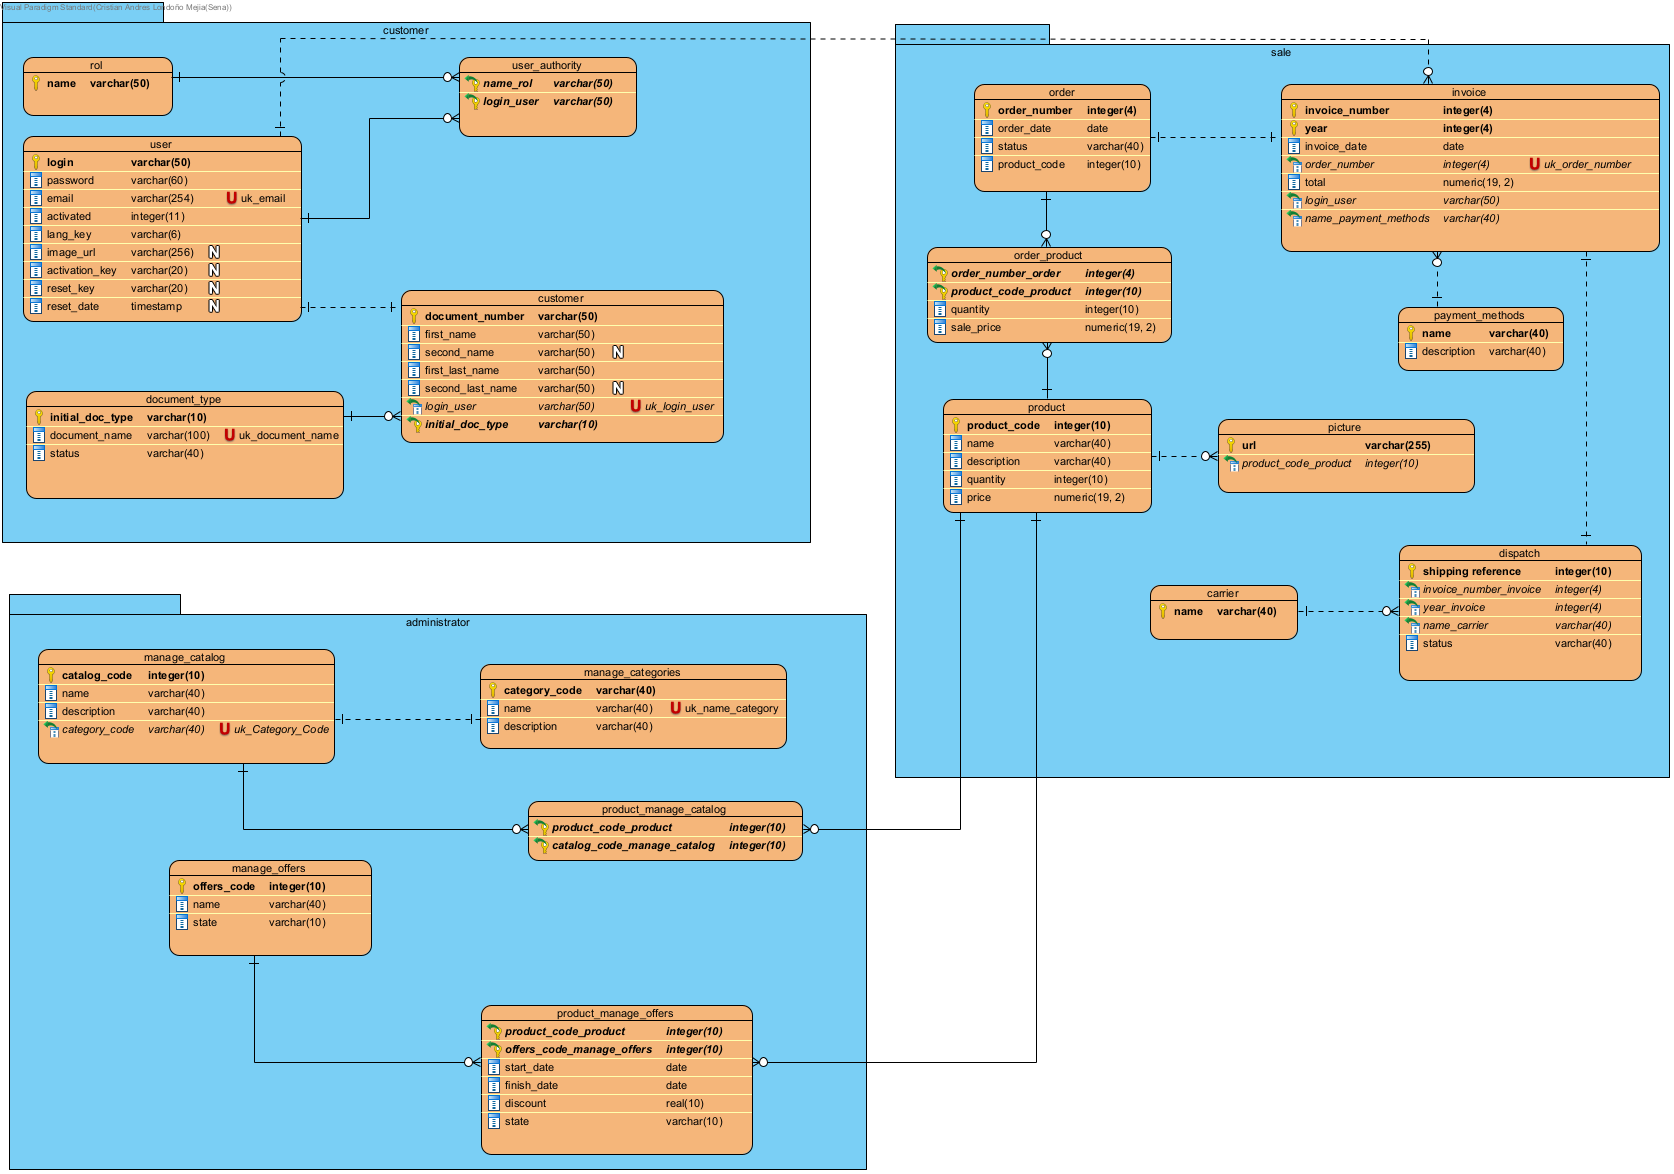 Visual Paradigm Standard(Cristian Andres Londoño Mejia(Sena))
customer
rol
name varchar(50)
user_authority
name_rol varchar(50)
login_user varchar(50)
user
login varchar(50)
password varchar(60)
email varchar(254) U uk_email
activated integer(11)
lang_key varchar(6)
image_url varchar(256) N
activation_key varchar(20) N
reset_key varchar(20) N
reset_date timestamp N
customer
document_number varchar(50)
first_name varchar(50)
second_name varchar(50) N
first_last_name varchar(50)
second_last_name varchar(50) N
login_user varchar(50) U uk_login_user
initial_doc_type varchar(10)
document_type
initial_doc_type varchar(10)
document_name varchar(100) U uk_document_name
status varchar(40)
sale
order
order_number integer(4)
order_date date
status varchar(40)
product_code integer(10)
invoice
invoice_number integer(4)
year integer(4)
invoice_date date
order_number integer(4) U uk_order_number
total numeric(19, 2)
login_user varchar(50)
name_payment_methods varchar(40)
order_product
order_number_order integer(4)
product_code_product integer(10)
quantity integer(10)
sale_price numeric(19, 2)
payment_methods
name varchar(40)
description varchar(40)
product
product_code integer(10)
name varchar(40)
description varchar(40)
quantity integer(10)
price numeric(19, 2)
picture
url varchar(255)
product_code_product integer(10)
dispatch
shipping reference integer(10)
invoice_number_invoice integer(4)
year_invoice integer(4)
name_carrier varchar(40)
status varchar(40)
carrier
name varchar(40)
administrator
manage_catalog
catalog_code integer(10)
name varchar(40)
description varchar(40)
category_code varchar(40) U uk_Category_Code
manage_categories
category_code varchar(40)
name varchar(40) U uk_name_category
description varchar(40)
product_manage_catalog
product_code_product integer(10)
catalog_code_manage_catalog integer(10)
manage_offers
offers_code integer(10)
name varchar(40)
state varchar(10)
product_manage_offers
product_code_product integer(10)
offers_code_manage_offers integer(10)
start_date date
finish_date date
discount real(10)
state varchar(10)